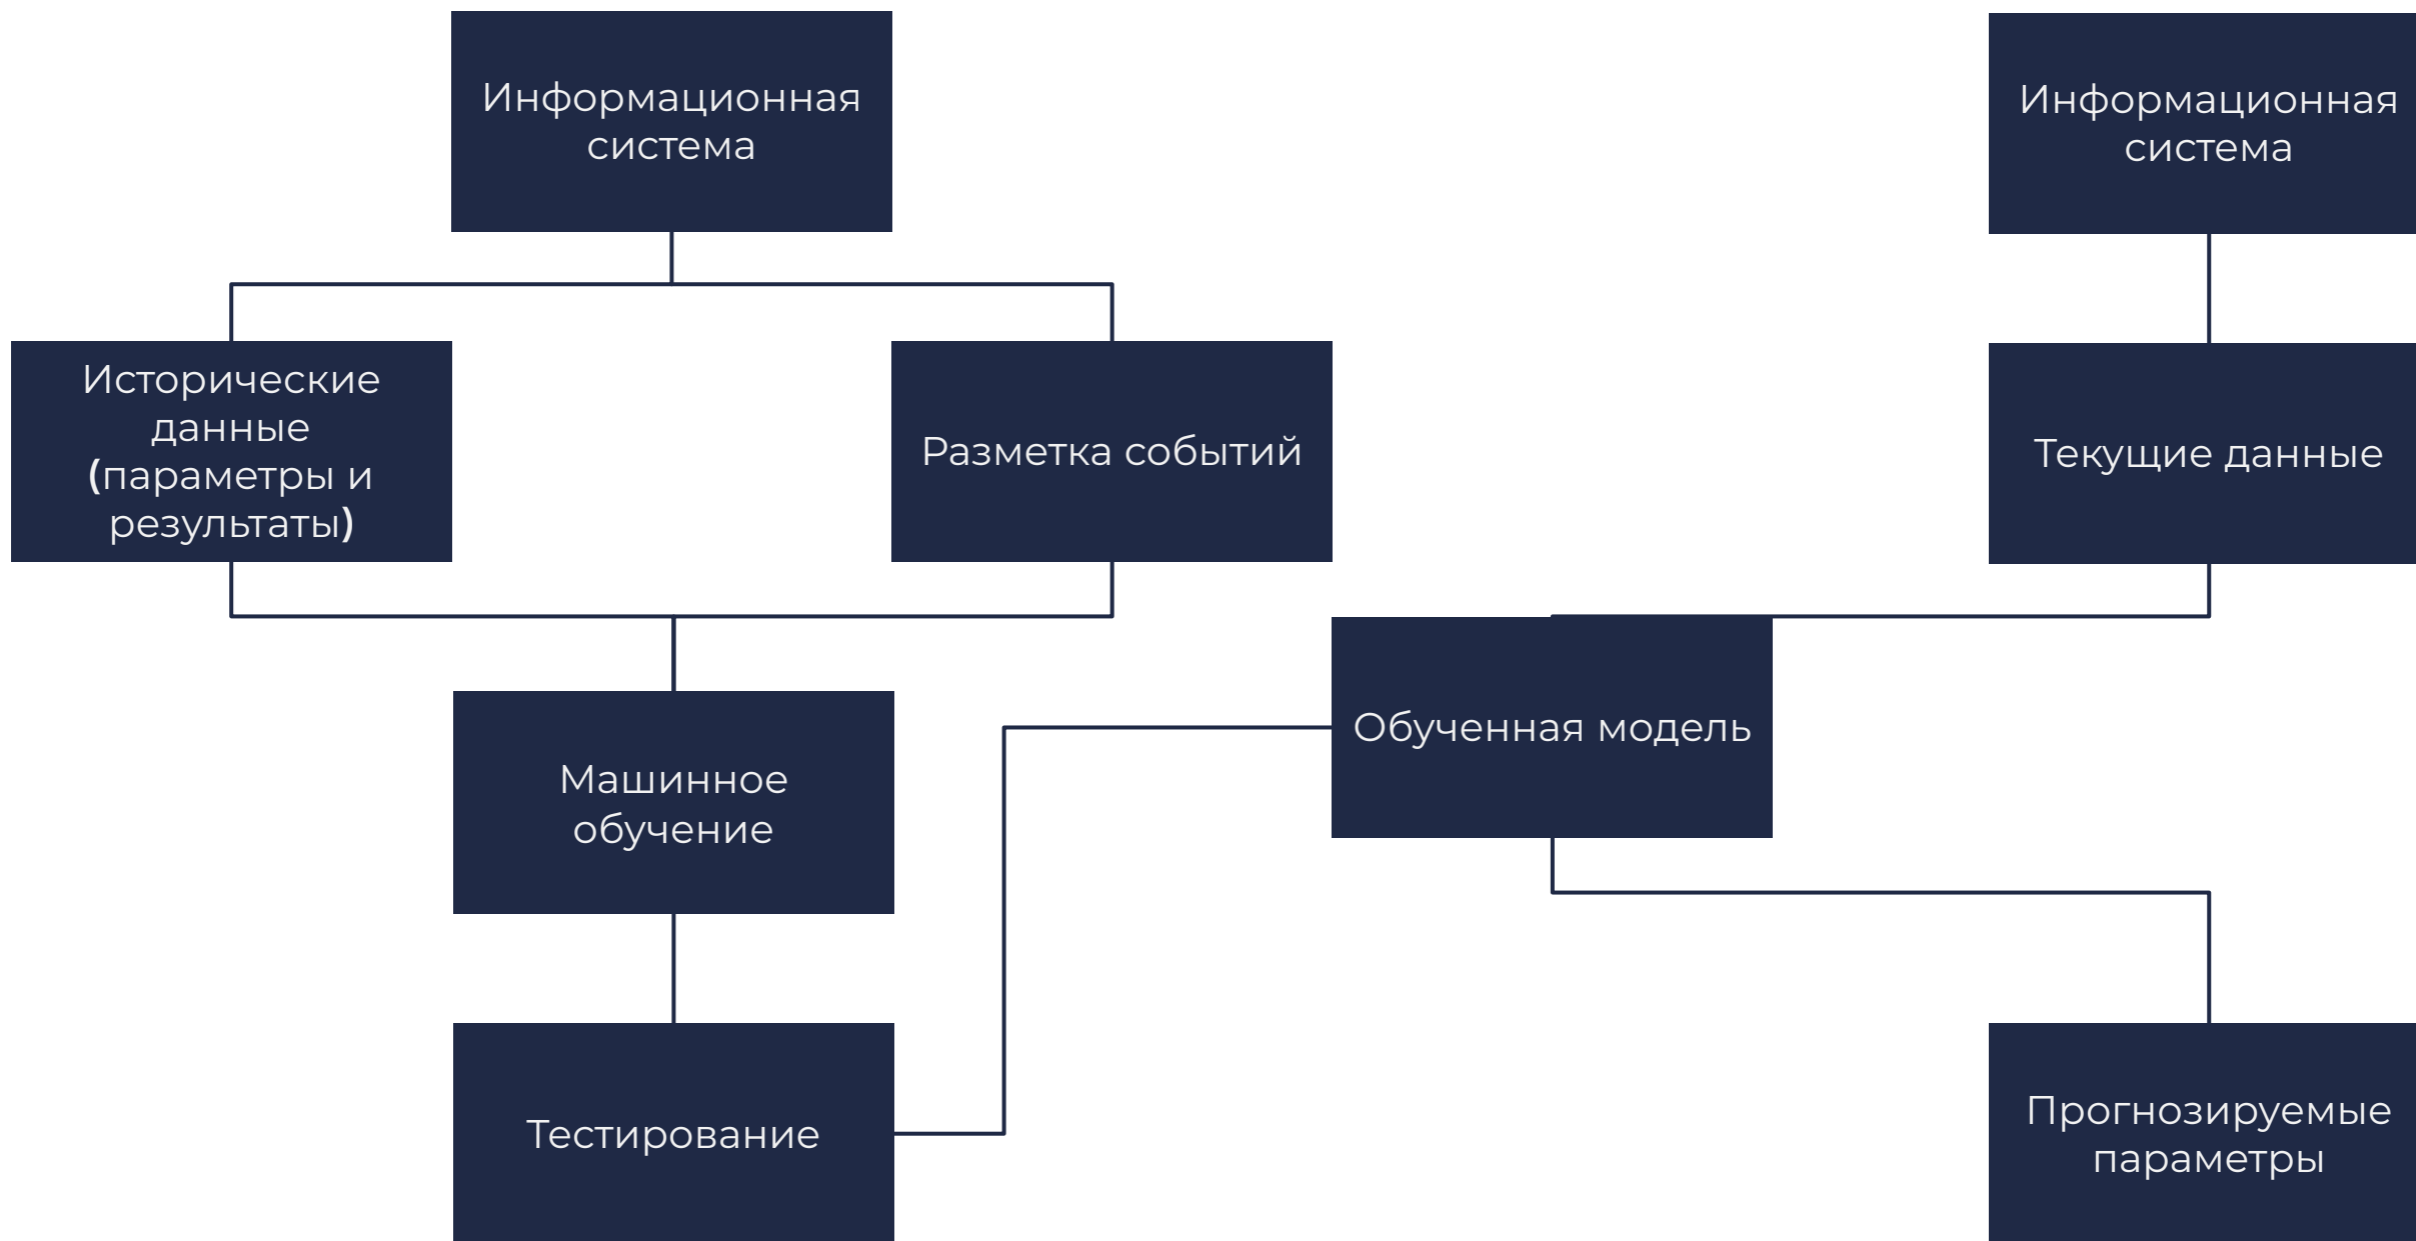 Информационная
система
Информационная
система
Исторические
данные
(параметры и
результаты)
Разметка событий
Текущие данные
Машинное
обучение
Обученная модель
Тестирование
Прогнозируемые
параметры